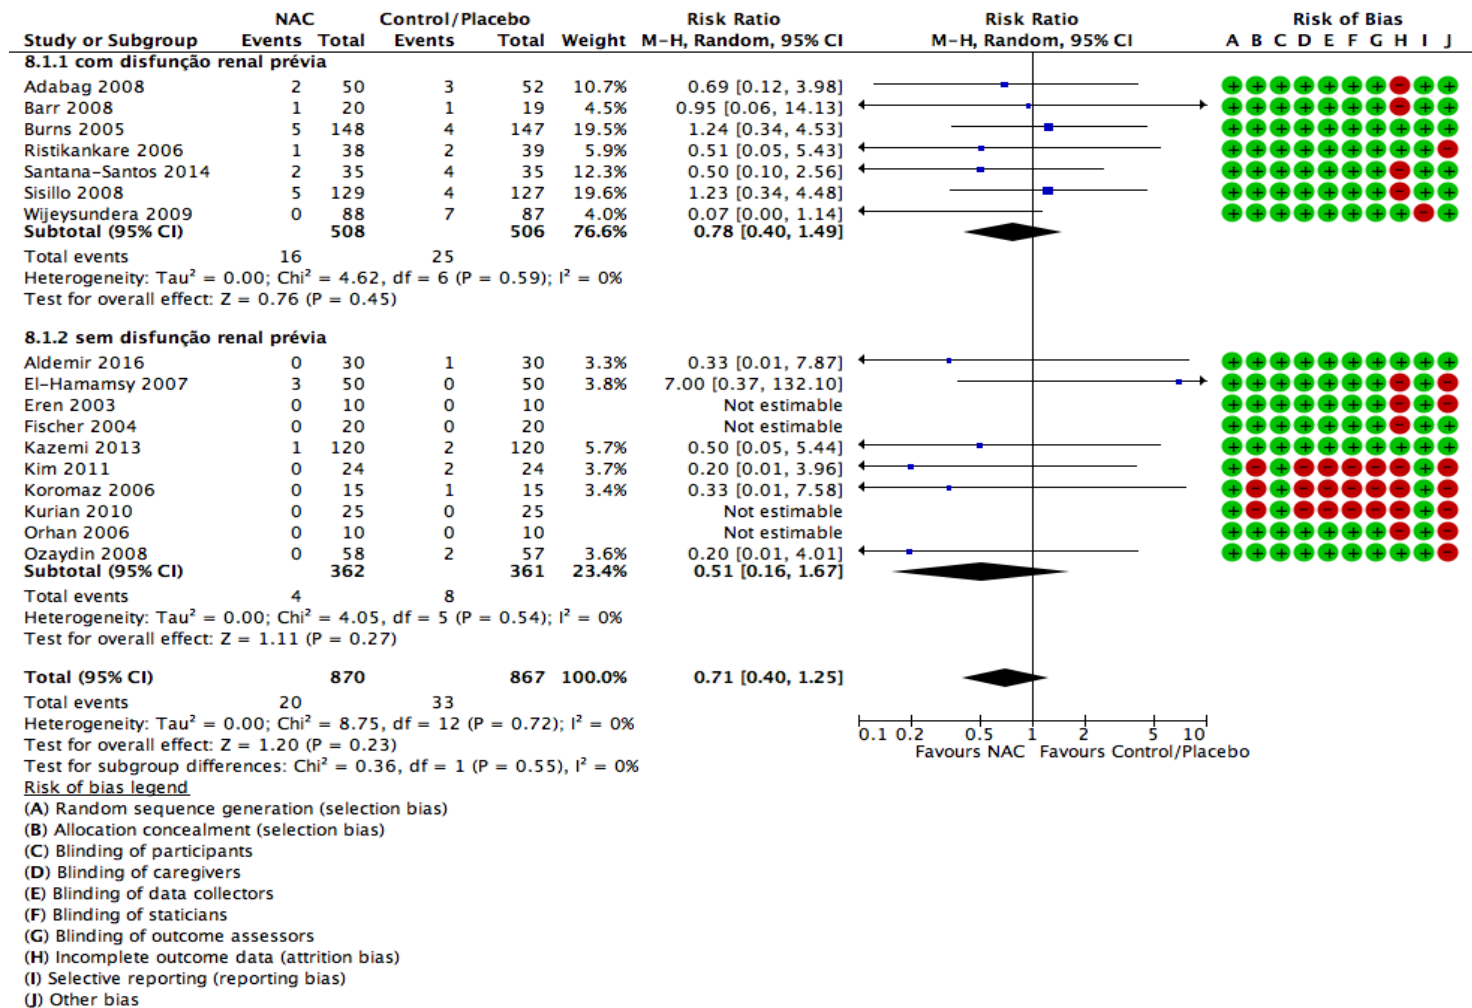 NAC Control/Placebo Risk Ratio Risk Ratio Risk of Bias
Study or Subgroup Events Total Events Total Weight M-H, Random, 95% CI M-H, Random, 95% CI A B C D E F G H I J
8.1.1 com disfunção renal prévia
Adabag 2008 2 50 3 52 10.7% 0.69 [0.12, 3.98]
Barr 2008 1 20 1 19 4.5% 0.95 [0.06, 14.13]
Burns 2005 5 148 4 147 19.5% 1.24 [0.34, 4.53]
Ristikankare 2006 1 38 2 39 5.9% 0.51 [0.05, 5.43]
Santana-Santos 2014 2 35 4 35 12.3% 0.50 [0.10, 2.56]
Sisillo 2008 5 129 4 127 19.6% 1.23 [0.34, 4.48]
Wijeysundera 2009 0 88 7 87 4.0% 0.07 [0.00, 1.14]
Subtotal (95% CI) 508 506 76.6% 0.78 [0.40, 1.49]
Total events 16 25
Heterogeneity: Tau² = 0.00; Chi² = 4.62, df = 6 (P = 0.59); I² = 0%
Test for overall effect: Z = 0.76 (P = 0.45)
8.1.2 sem disfunção renal prévia
Aldemir 2016 0 30 1 30 3.3% 0.33 [0.01, 7.87]
El-Hamamsy 2007 3 50 0 50 3.8% 7.00 [0.37, 132.10]
Eren 2003 0 10 0 10 Not estimable
Fischer 2004 0 20 0 20 Not estimable
Kazemi 2013 1 120 2 120 5.7% 0.50 [0.05, 5.44]
Kim 2011 0 24 2 24 3.7% 0.20 [0.01, 3.96]
Koromaz 2006 0 15 1 15 3.4% 0.33 [0.01, 7.58]
Kurian 2010 0 25 0 25 Not estimable
Orhan 2006 0 10 0 10 Not estimable
Ozaydin 2008 0 58 2 57 3.6% 0.20 [0.01, 4.01]
Subtotal (95% CI) 362 361 23.4% 0.51 [0.16, 1.67]
Total events 4 8
Heterogeneity: Tau² = 0.00; Chi² = 4.05, df = 5 (P = 0.54); I² = 0%
Test for overall effect: Z = 1.11 (P = 0.27)
Total (95% CI) 870 867 100.0% 0.71 [0.40, 1.25]
Total events 20 33
Heterogeneity: Tau² = 0.00; Chi² = 8.75, df = 12 (P = 0.72); I² = 0%
Test for overall effect: Z = 1.20 (P = 0.23)
Test for subgroup differences: Chi² = 0.36, df = 1 (P = 0.55), I² = 0%
0.1 0.2 0.5 1 2 5 10
Favours NAC Favours Control/Placebo
Risk of bias legend
(A) Random sequence generation (selection bias)
(B) Allocation concealment (selection bias)
(C) Blinding of participants
(D) Blinding of caregivers
(E) Blinding of data collectors
(F) Blinding of staticians
(G) Blinding of outcome assessors
(H) Incomplete outcome data (attrition bias)
(I) Selective reporting (reporting bias)
(J) Other bias